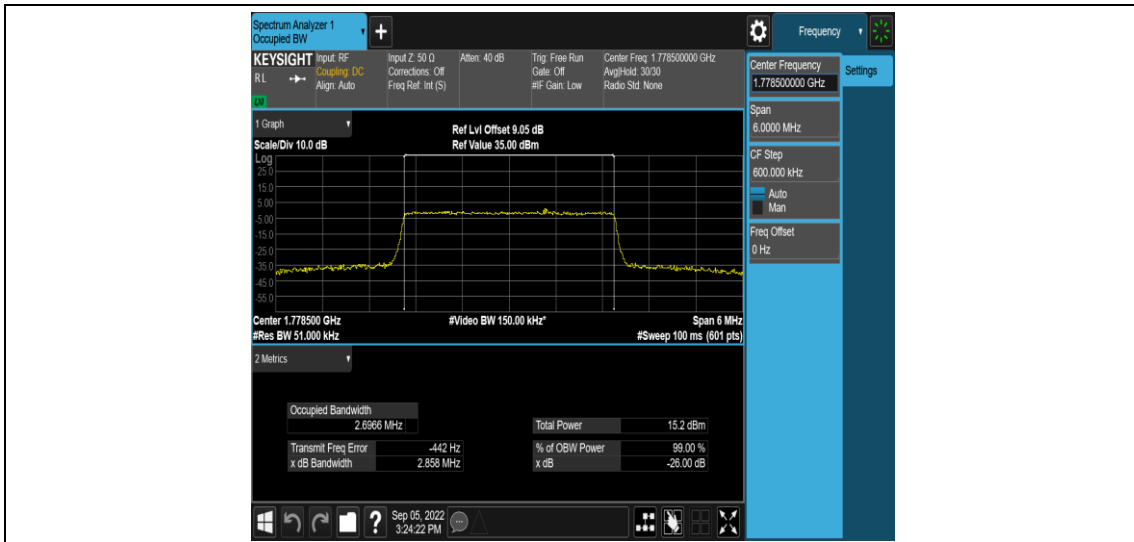 Spectrum Analyzer 1
Occupied BW
+
Frequency
KEYSIGHT
RL
Input: RF
Coupling: DC
Align: Auto
Input Z: 50 Ω
Corrections: Off
Freq Ref: Int (S)
Atten: 40 dB
Trig: Free Run
Gate: Off
#IF Gain: Low
Center Freq: 1.778500000 GHz
Avg|Hold: 30/30
Radio Std: None
Center Frequency
1.778500000 GHz
Settings
Span
6.0000 MHz
CF Step
600.000 kHz
Auto
Man
Freq Offset
0 Hz
1 Graph
Ref Lvl Offset 9.05 dB
Scale/Div 10.0 dB
Ref Value 35.00 dBm
Log
25.0
15.0
5.00
-5.00
-15.0
-25.0
-35.0
-45.0
-55.0
Center 1.778500 GHz
#Video BW 150.00 kHz*
Span 6 MHz
#Res BW 51.000 kHz
#Sweep 100 ms (601 pts)
2 Metrics
Occupied Bandwidth
2.6966 MHz
Total Power 15.2 dBm
Transmit Freq Error -442 Hz
% of OBW Power 99.00 %
x dB Bandwidth 2.858 MHz
x dB -26.00 dB
?
Sep 05, 2022
3:24:22 PM